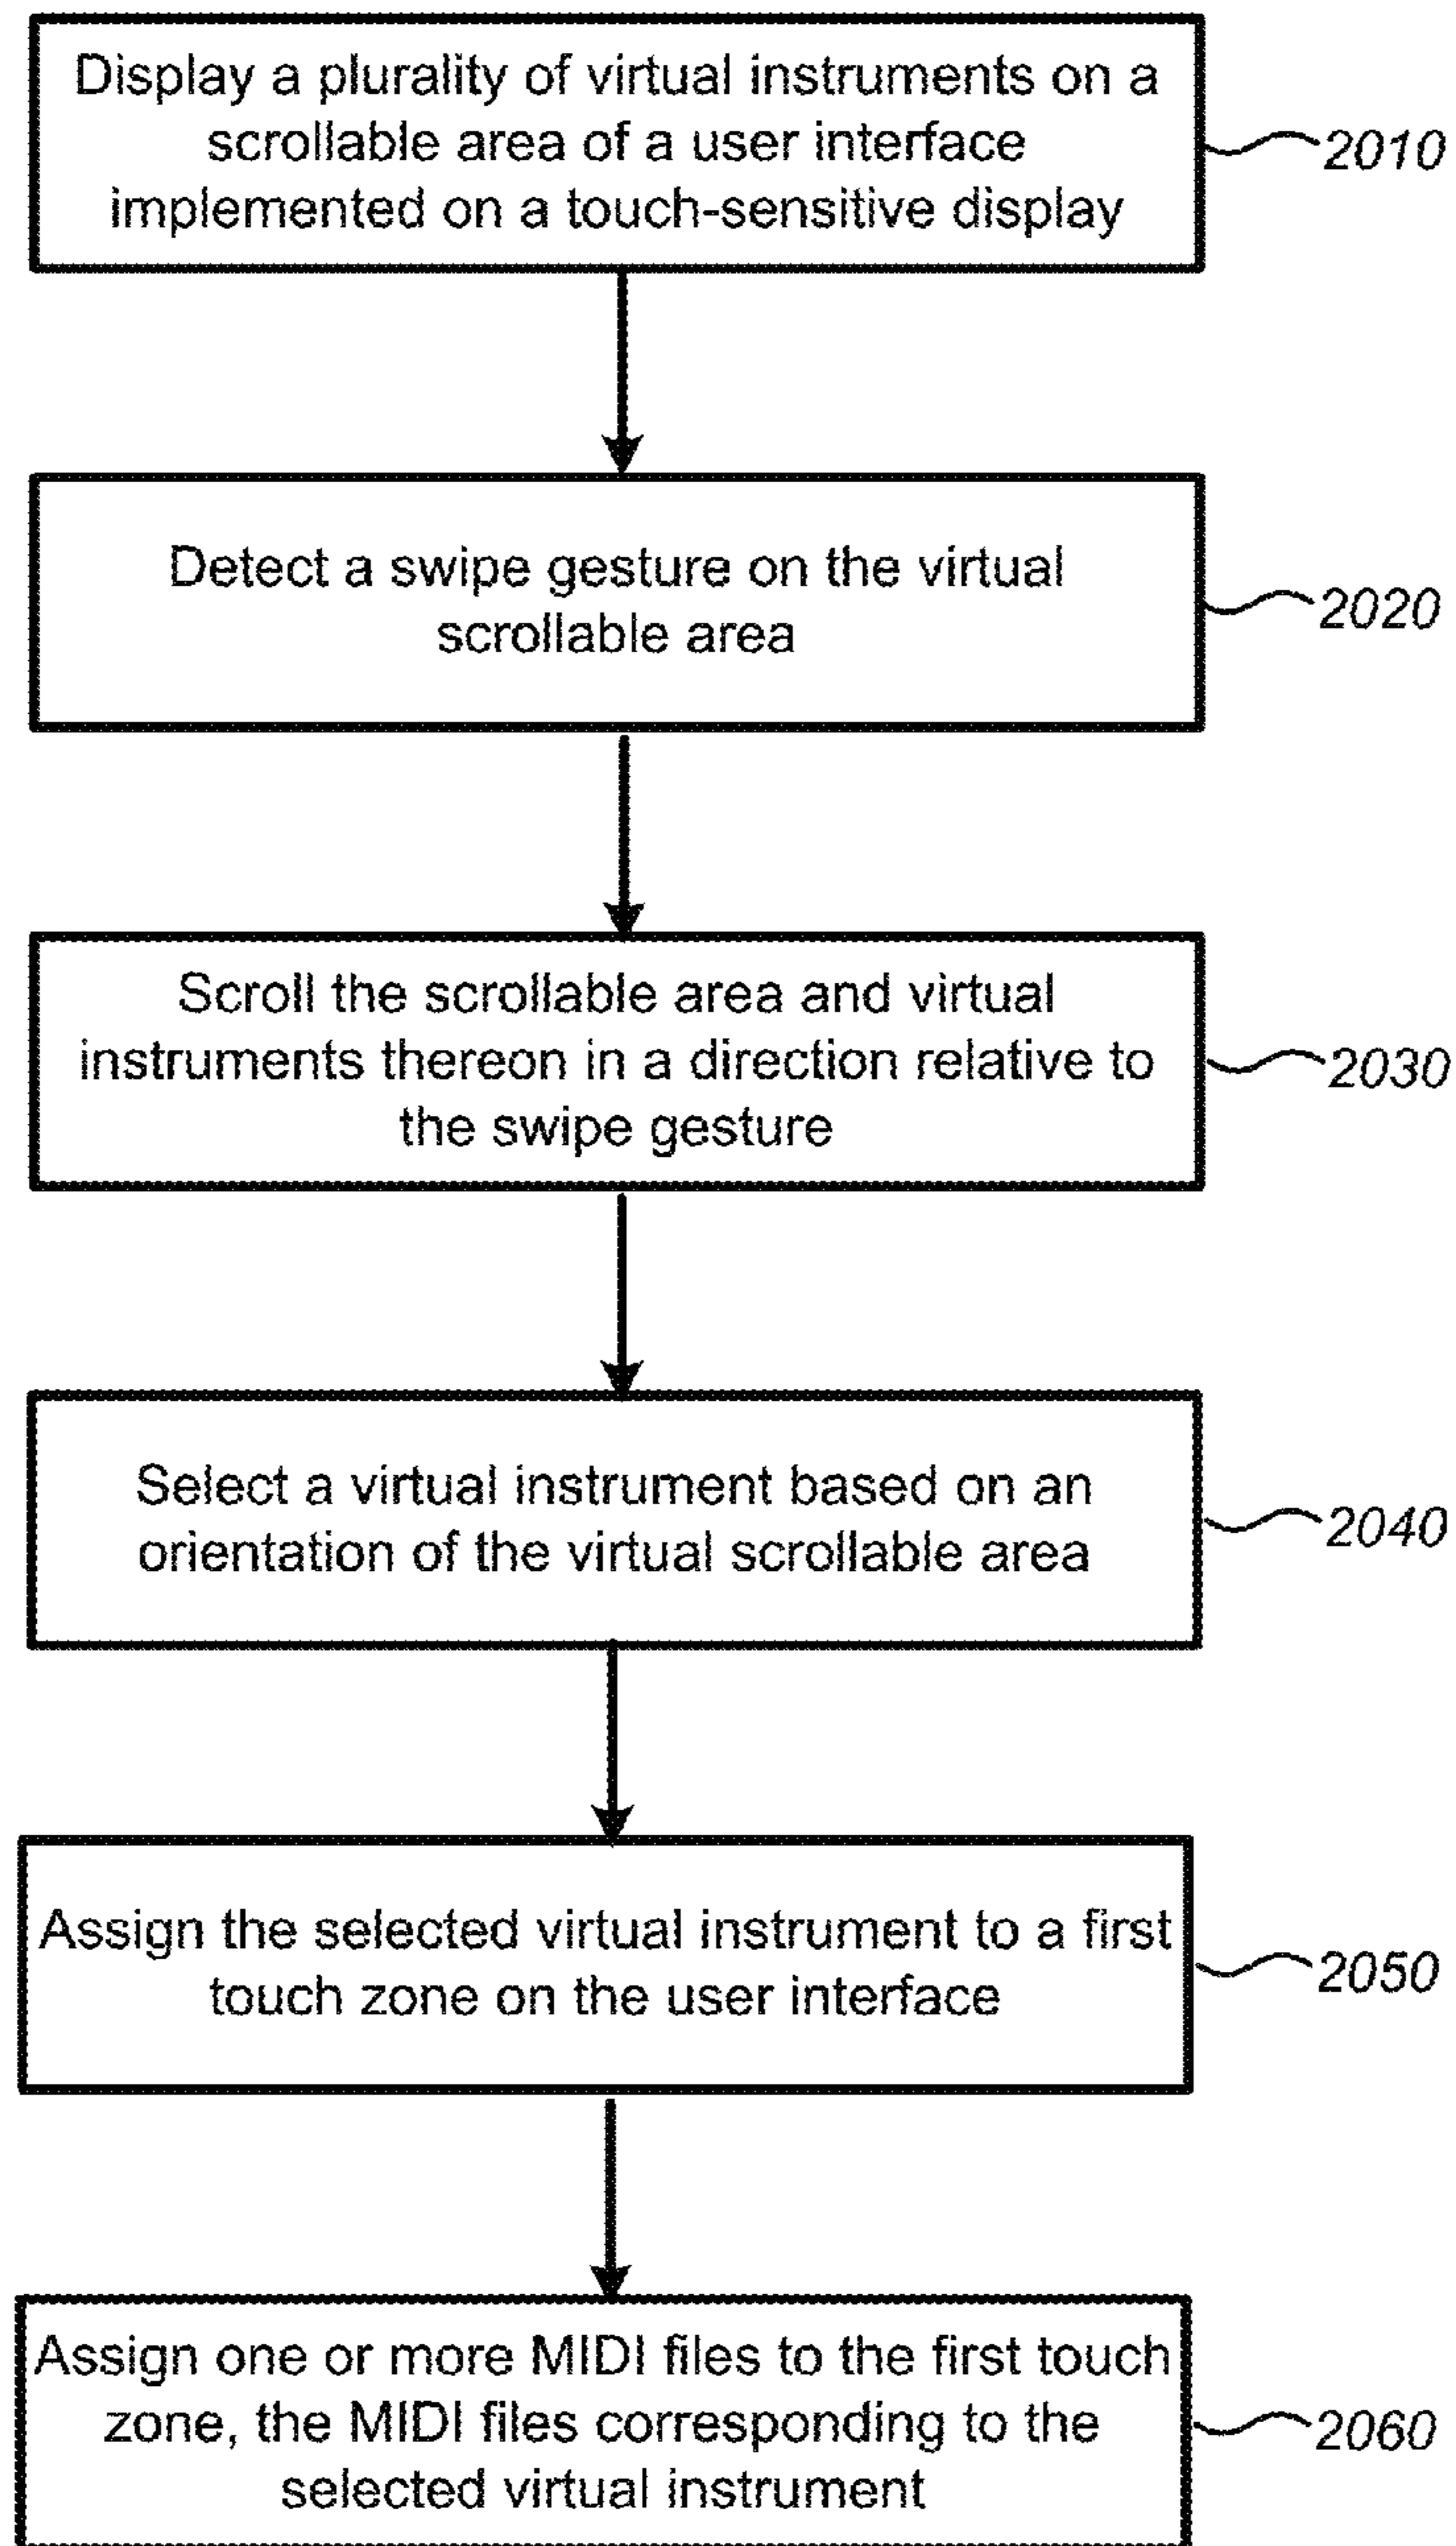 Display a plurality of virtual instruments on a
scrollable area of a user interface
implemented on a touch-sensitive display
2010
Detect a swipe gesture on the virtual
scrollable area
2020
Scroll the scrollable area and virtual
instruments thereon in a direction relative to
the swipe gesture
2030
Select a virtual instrument based on an
orientation of the virtual scrollable area
2040
Assign the selected virtual instrument to a first
touch zone on the user interface
2050
Assign one or more MIDI files to the first touch
zone, the MIDI files corresponding to the
selected virtual instrument
2060